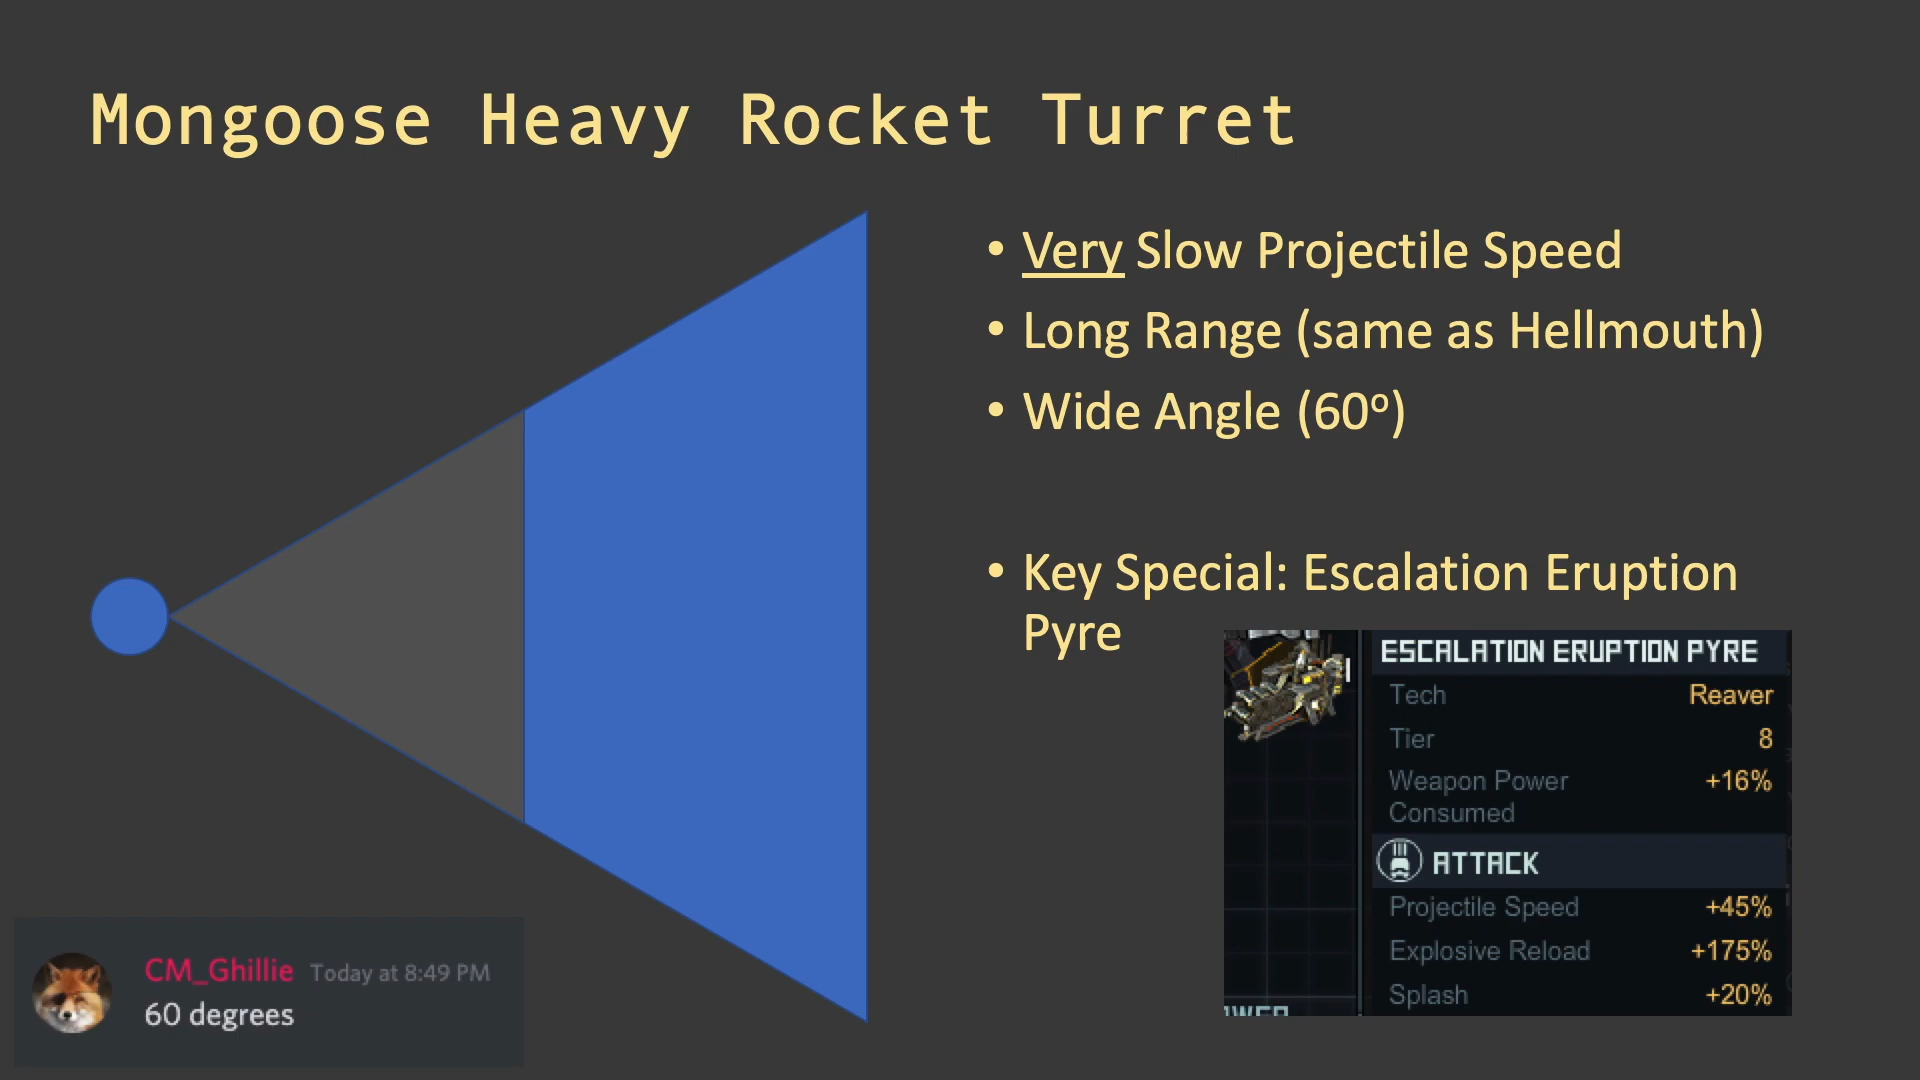 Mongoose Heavy Rocket Turret
• Very Slow Projectile Speed
• Long Range (same as Hellmouth)
• Wide Angle (60º)
• Key Special: Escalation Eruption
Pyre
ESCALATION ERUPTION PYRE
Tech Reaver
Tier 8
Weapon Power +16%
Consumed
ATTACK
Projectile Speed +45%
Explosive Reload +175%
Splash +20%
CM_Ghillie Today at 8:49 PM
60 degrees